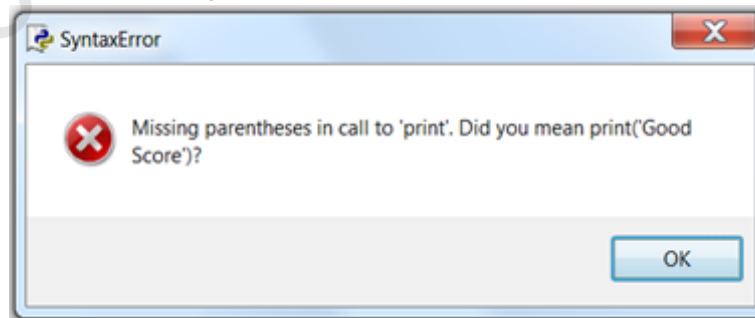 SyntaxError
Missing parentheses in call to 'print'. Did you mean print('Good
Score')?
OK